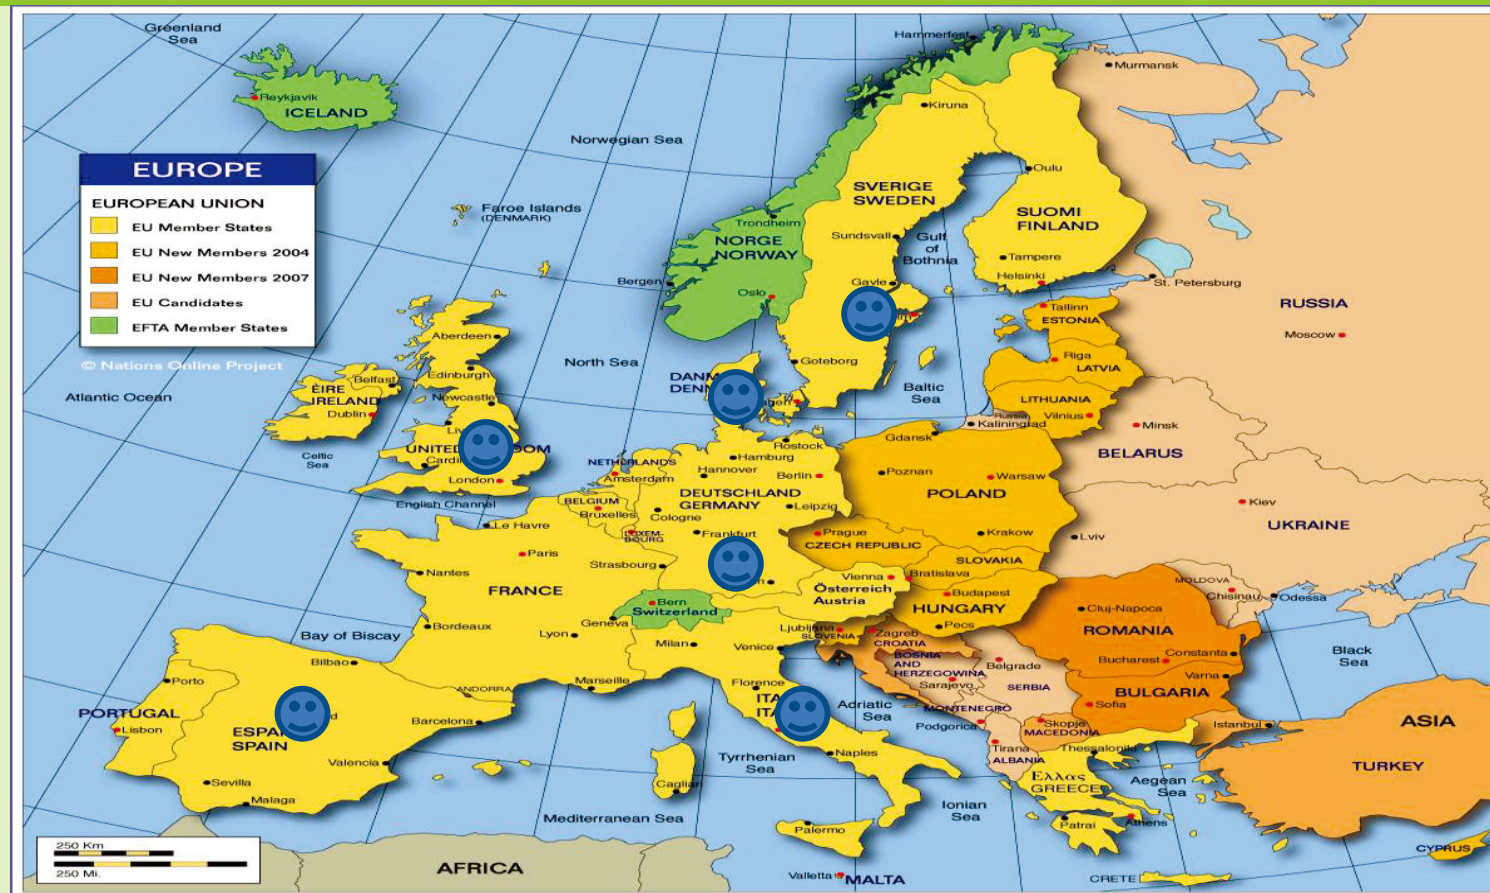 Greenland
Sea
Hammerfest
Murmansk
Reykjavik
ICELAND
Kiruna
Norwegian Sea
EUROPE
EUROPEAN UNION
EU Member States
EU New Members 2004
EU New Members 2007
EU Candidates
EFTA Member States
© Nations Online Project
Faroe Islands
(DENMARK)
Oulu
SVERIGE
SWEDEN
SUOMI
FINLAND
Trondheim
NORGE
NORWAY
Sundsvall
Gulf
of
Bothnia
Tampere
Helsinki
Bergen
Oslo
Gavle
St. Petersburg
Tallinn
ESTONIA
RUSSIA
Moscow
Aberdeen
North Sea
Goteborg
Riga
LATVIA
Edinburgh
Belfast
ÈIRE
IRELAND
Dublin
Newcastle
Atlantic Ocean
Baltic
Sea
LITHUANIA
Vilnius
Russia
Kaliningrad
Minsk
BELARUS
Celtic
Sea
London
English Channel
NETHERLANDS
Amsterdam
Rostock
Hamburg
Hannover
Berlin
Gdansk
Poznan
Warsaw
POLAND
DEUTSCHLAND
GERMANY
Leipzig
BELGIUM
Bruxelles
Cologne
Kiev
UKRAINE
Le Havre
LUXEM-
BOURG
Frankfurt
Prague
CZECH REPUBLIC
Krakow
Lviv
Paris
Strasbourg
SLOVAKIA
Nantes
FRANCE
Vienna
Bratislava
Österreich
Austria
Budapest
HUNGARY
MOLDOVA
Chisinau
Odessa
Bern
Switzerland
Geneva
Cluj-Napoca
ROMANIA
Bay of Biscay
Bordeaux
Lyon
Milan
Venice
Ljubljana
SLOVENIA
Zagreb
CROATIA
Pecs
Bilbao
BOSNIA
AND
HERZEGOWINA
Sarajevo
Belgrade
SERBIA
Bucharest
Constanta
Black
Sea
Porto
ANDORRA
Marseille
Florence
Varna
BULGARIA
Sofia
PORTUGAL
Lisbon
Barcelona
Adriatic
Sea
MONTENEGRO
Podgorica
Skopje
MACEDONIA
Istanbul
ASIA
SPAIN
Valencia
Tyrrhenian
Sea
Naples
Tirana
ALBANIA
Thessaloniki
TURKEY
Sevilla
Malaga
Cagliari
Ελλας
GREECE
Aegean
Sea
Mediterranean Sea
Ionian
Sea
Palermo
Patrai
Athens
250 Km
250 Mi.
AFRICA
Valletta
MALTA
CRETE
CYPRUS